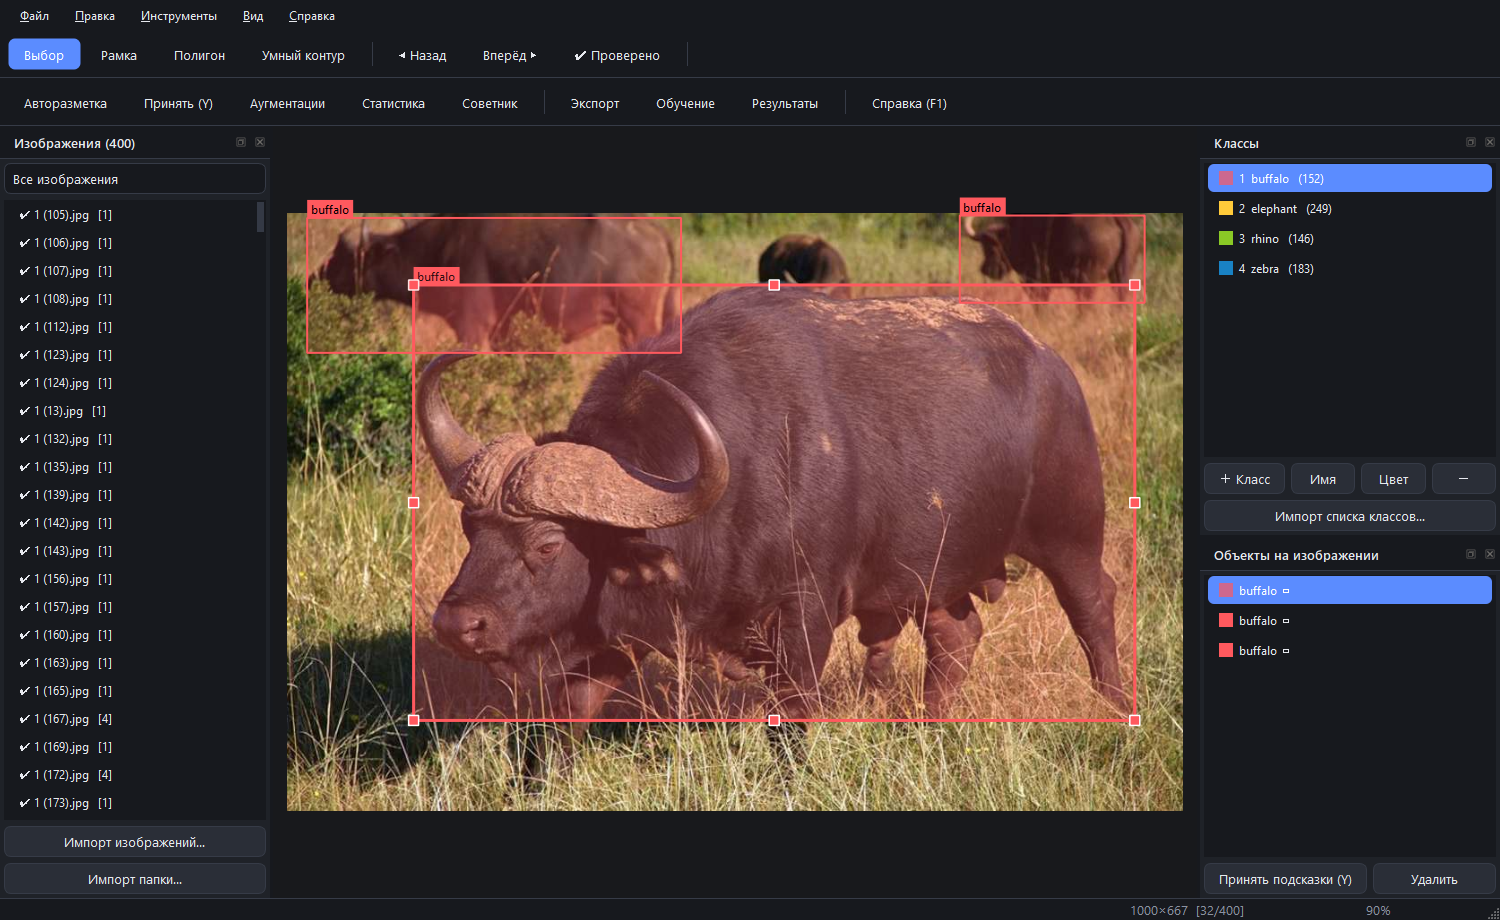 Файл Правка Инструменты Вид Справка
Выбор Рамка Полигон Умный контур Назад Вперёд Проверено
Авторазметка Принять (Y) Аугментации Статистика Советник Экспорт Обучение Результаты Справка (F1)
Изображения (400)
Все изображения
1 (105).jpg [1]
1 (106).jpg [1]
1 (107).jpg [1]
1 (108).jpg [1]
1 (112).jpg [1]
1 (123).jpg [1]
1 (124).jpg [1]
1 (13).jpg [1]
1 (132).jpg [1]
1 (135).jpg [1]
1 (139).jpg [1]
1 (142).jpg [1]
1 (143).jpg [1]
1 (156).jpg [1]
1 (157).jpg [1]
1 (160).jpg [1]
1 (163).jpg [1]
1 (165).jpg [1]
1 (167).jpg [4]
1 (169).jpg [1]
1 (172).jpg [4]
1 (173).jpg [1]
Импорт изображений...
Импорт папки...
buffalo
buffalo
buffalo
Классы
1 buffalo (152)
2 elephant (249)
3 rhino (146)
4 zebra (183)
+ Класс Имя Цвет −
Импорт списка классов...
Объекты на изображении
buffalo
buffalo
buffalo
Принять подсказки (Y) Удалить
1000×667 [32/400] 90%